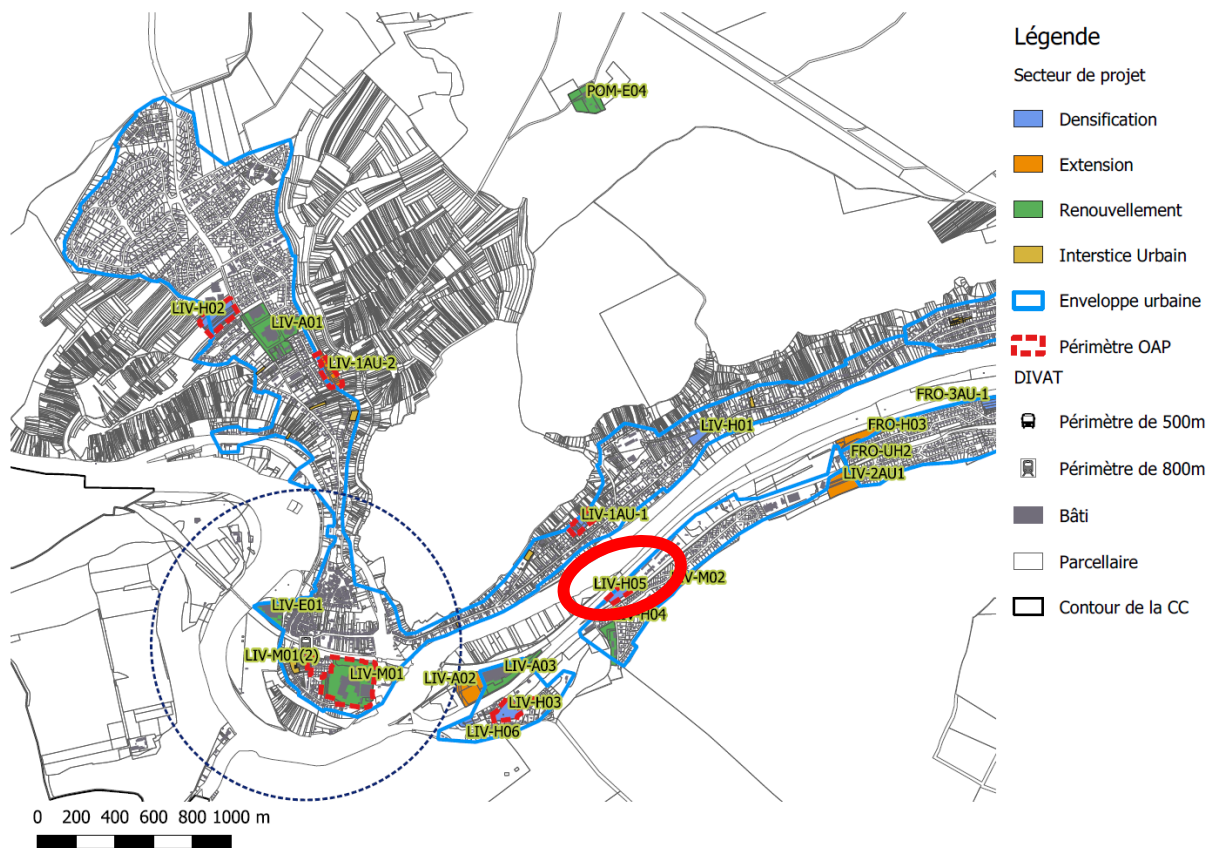 POM-E04
LIV-H02
LIV-A01
LIV-1AU-2
LIV-H01
FRO-3AU-1
FRO-H03
FRO-UH2
LIV-2AU1
LIV-1AU-1
LIV-H05
LIV-M02
H04
LIV-E01
LIV-M01(2)
LIV-M01
LIV-A02
LIV-A03
LIV-H03
LIV-H06
0 200 400 600 800 1000 m
Légende
Secteur de projet
Densification
Extension
Renouvellement
Interstice Urbain
Enveloppe urbaine
Périmètre OAP
DIVAT
Périmètre de 500m
Périmètre de 800m
Bâti
Parcellaire
Contour de la CC